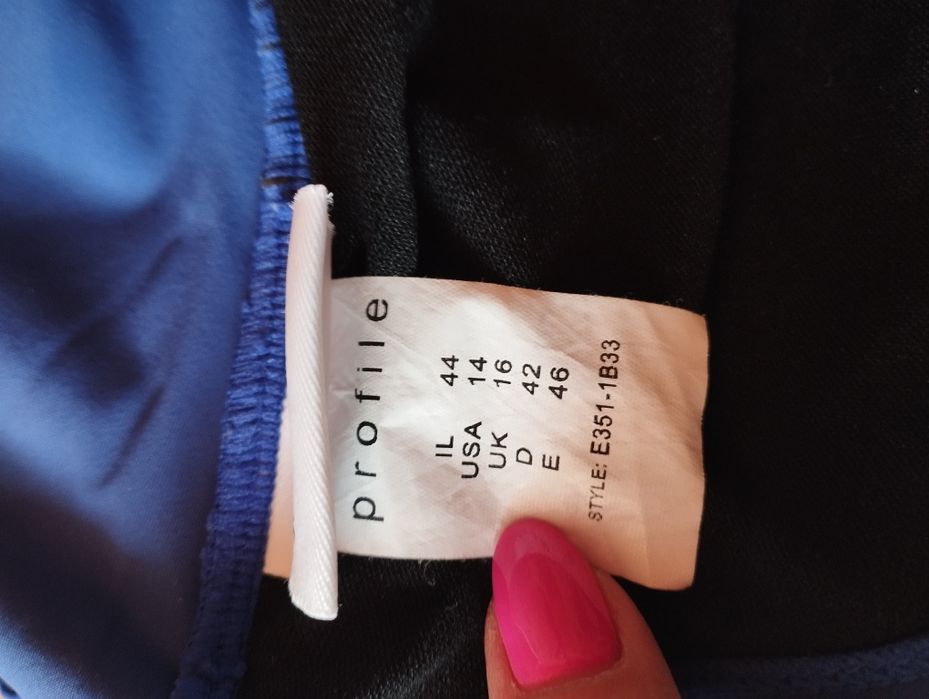 profile
IL 44
USA 14
UK 16
D 42
E 46
STYLE: E351-1B33